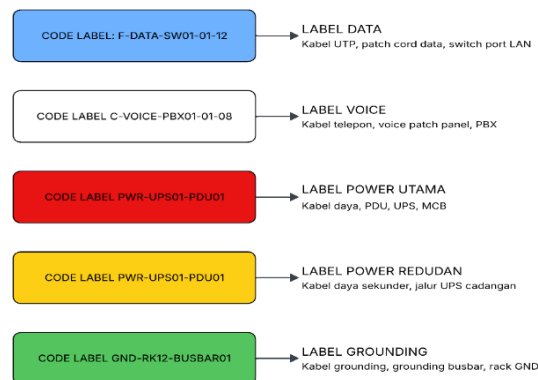 CODE LABEL: F-DATA-SW01-01-12
LABEL DATA
Kabel UTP, patch cord data, switch port LAN
CODE LABEL C-VOICE-PBX01-01-08
LABEL VOICE
Kabel telepon, voice patch panel, PBX
CODE LABEL PWR-UPS01-PDU01
LABEL POWER UTAMA
Kabel daya, PDU, UPS, MCB
CODE LABEL PWR-UPS01-PDU01
LABEL POWER REDUDAN
Kabel daya sekunder, jalur UPS cadangan
CODE LABEL GND-RK12-BUSBAR01
LABEL GROUNDING
Kabel grounding, grounding busbar, rack GND